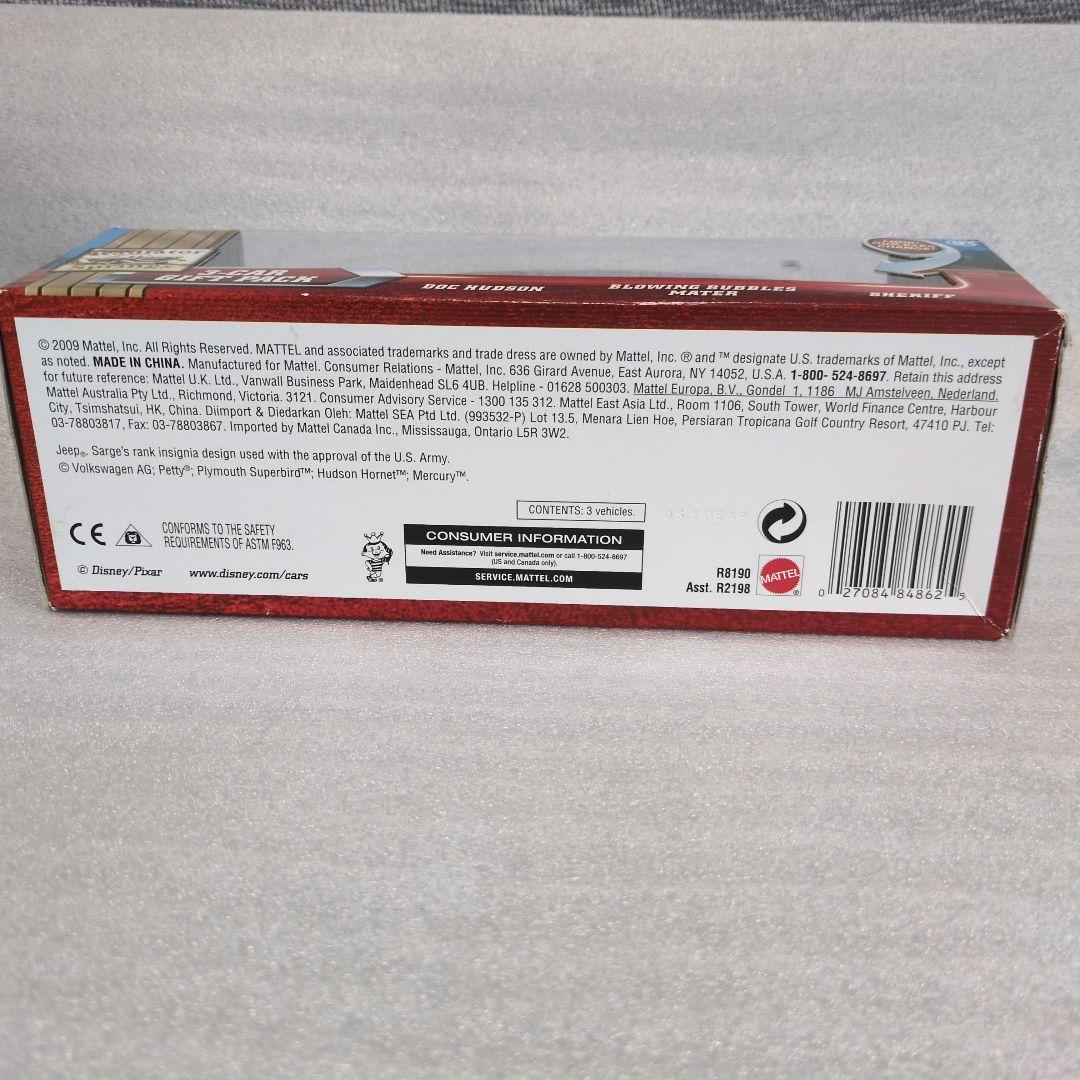 3-CAR
GIFT PACK
DOC HUDSON
BLOWING BUBBLES
MATER
SHERIFF
© 2009 Mattel, Inc. All Rights Reserved. MATTEL and associated trademarks and trade dress are owned by Mattel, Inc. ® and ™ designate U.S. trademarks of Mattel, Inc., except
as noted. MADE IN CHINA. Manufactured for Mattel. Consumer Relations - Mattel, Inc. 636 Girard Avenue, East Aurora, NY 14052, U.S.A. 1-800- 524-8697. Retain this address
for future reference: Mattel U.K. Ltd., Vanwall Business Park, Maidenhead SL6 4UB. Helpline - 01628 500303. Mattel Europa, B.V., Gondel 1, 1186 MJ Amstelveen, Nederland.
Mattel Australia Pty Ltd., Richmond, Victoria. 3121. Consumer Advisory Service - 1300 135 312. Mattel East Asia Ltd., Room 1106, South Tower, World Finance Centre, Harbour
City, Tsimshatsui, HK, China. Diimport & Diedarkan Oleh: Mattel SEA Ptd Ltd. (993532-P) Lot 13.5, Menara Lien Hoe, Persiaran Tropicana Golf Country Resort, 47410 PJ. Tel:
03-78803817, Fax: 03-78803867. Imported by Mattel Canada Inc., Mississauga, Ontario L5R 3W2.
Jeep®. Sarge's rank insignia design used with the approval of the U.S. Army.
© Volkswagen AG; Petty®; Plymouth Superbird™; Hudson Hornet™; Mercury™.
CONTENTS: 3 vehicles.
CE
CONFORMS TO THE SAFETY
REQUIREMENTS OF ASTM F963.
CONSUMER INFORMATION
Need Assistance? Visit service.mattel.com or call 1-800-524-8697
(US and Canada only).
SERVICE.MATTEL.COM
© Disney/Pixar
www.disney.com/cars
R8190
Asst. R2198
MATTEL
0 27084 84862 5